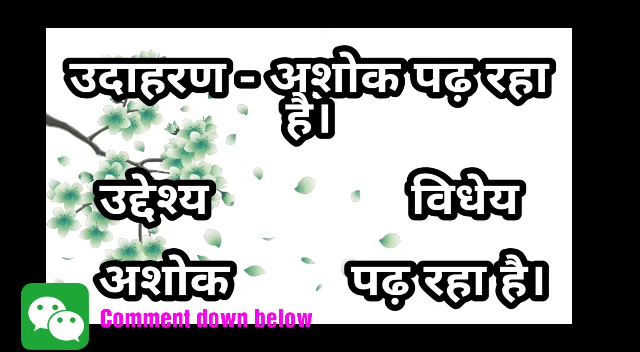 उदाहरण - अशोक पढ़ रहा
है।
उद्देश्य विधेय
अशोक पढ़ रहा है।
Comment down below